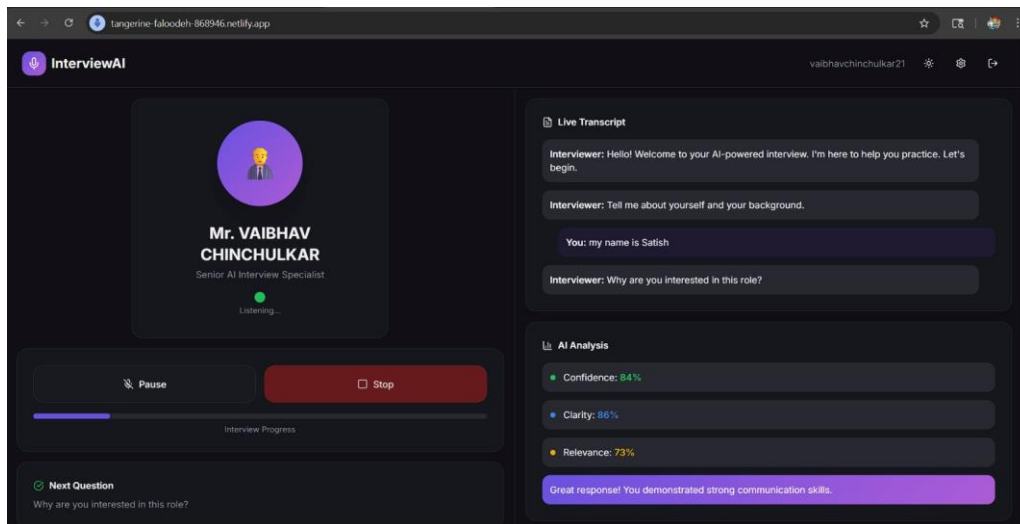 tangerine-faloodeh-868946.netlify.app
InterviewAI
vaibhavchinchulkar21
Mr. VAIBHAV
CHINCHULKAR
Senior AI Interview Specialist
Listening...
Pause
Stop
Interview Progress
Next Question
Why are you interested in this role?
Live Transcript
Interviewer: Hello! Welcome to your AI-powered interview. I'm here to help you practice. Let's
begin.
Interviewer: Tell me about yourself and your background.
You: my name is Satish
Interviewer: Why are you interested in this role?
AI Analysis
Confidence: 84%
Clarity: 86%
Relevance: 73%
Great response! You demonstrated strong communication skills.